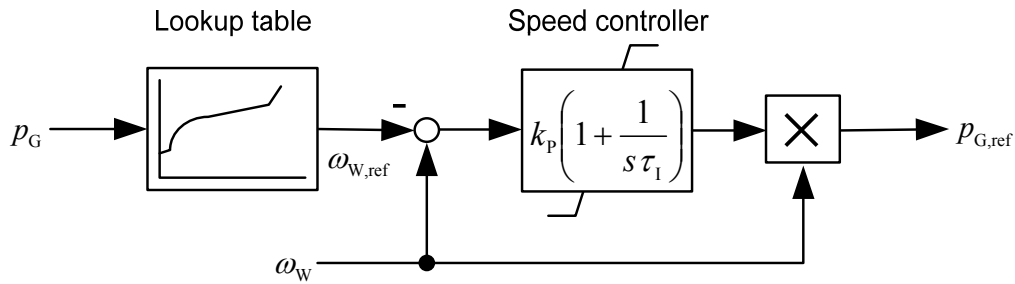 Lookup table
Speed controller
p_G
-
ω_W,ref
k_P(1 + 1/(sτ_I))
×
p_G,ref
ω_W